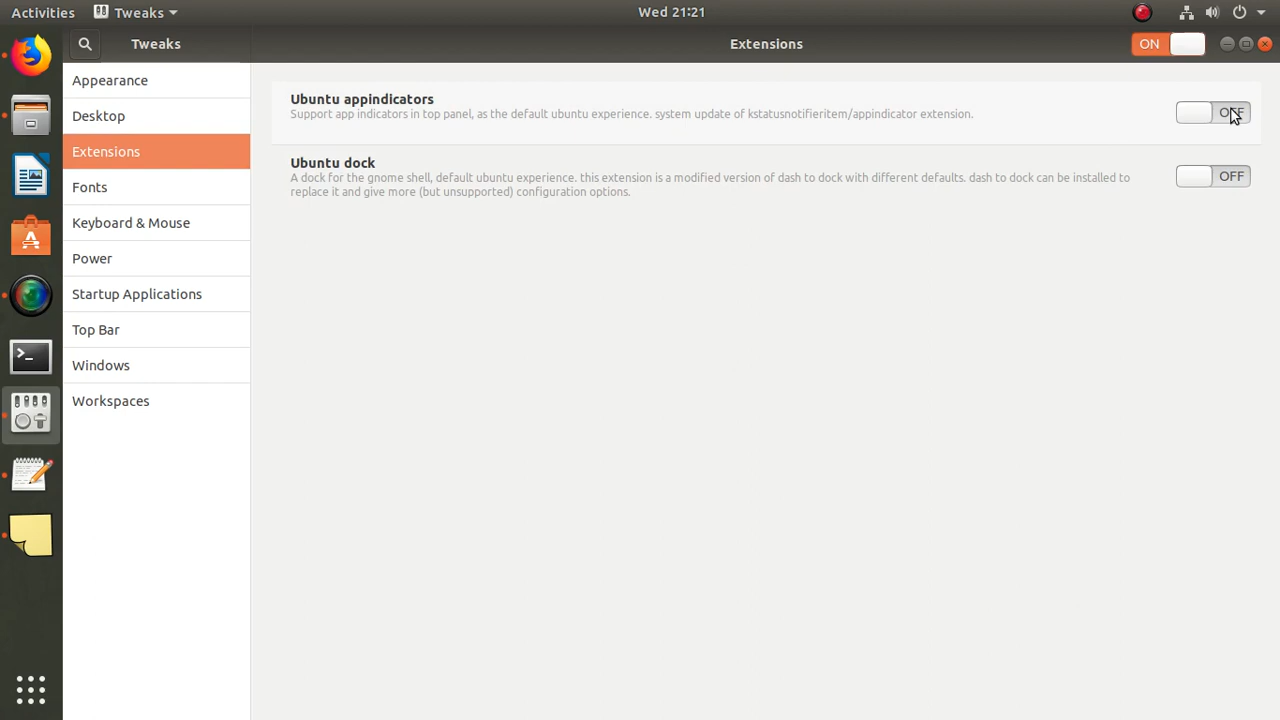 Activities
Tweaks
Wed 21:21
Tweaks
Extensions
ON
Appearance
Desktop
Extensions
Fonts
Keyboard & Mouse
Power
Startup Applications
Top Bar
Windows
Workspaces
Ubuntu appindicators
Support app indicators in top panel, as the default ubuntu experience. system update of kstatusnotifieritem/appindicator extension.
OFF
Ubuntu dock
A dock for the gnome shell, default ubuntu experience. this extension is a modified version of dash to dock with different defaults. dash to dock can be installed to
replace it and give more (but unsupported) configuration options.
OFF